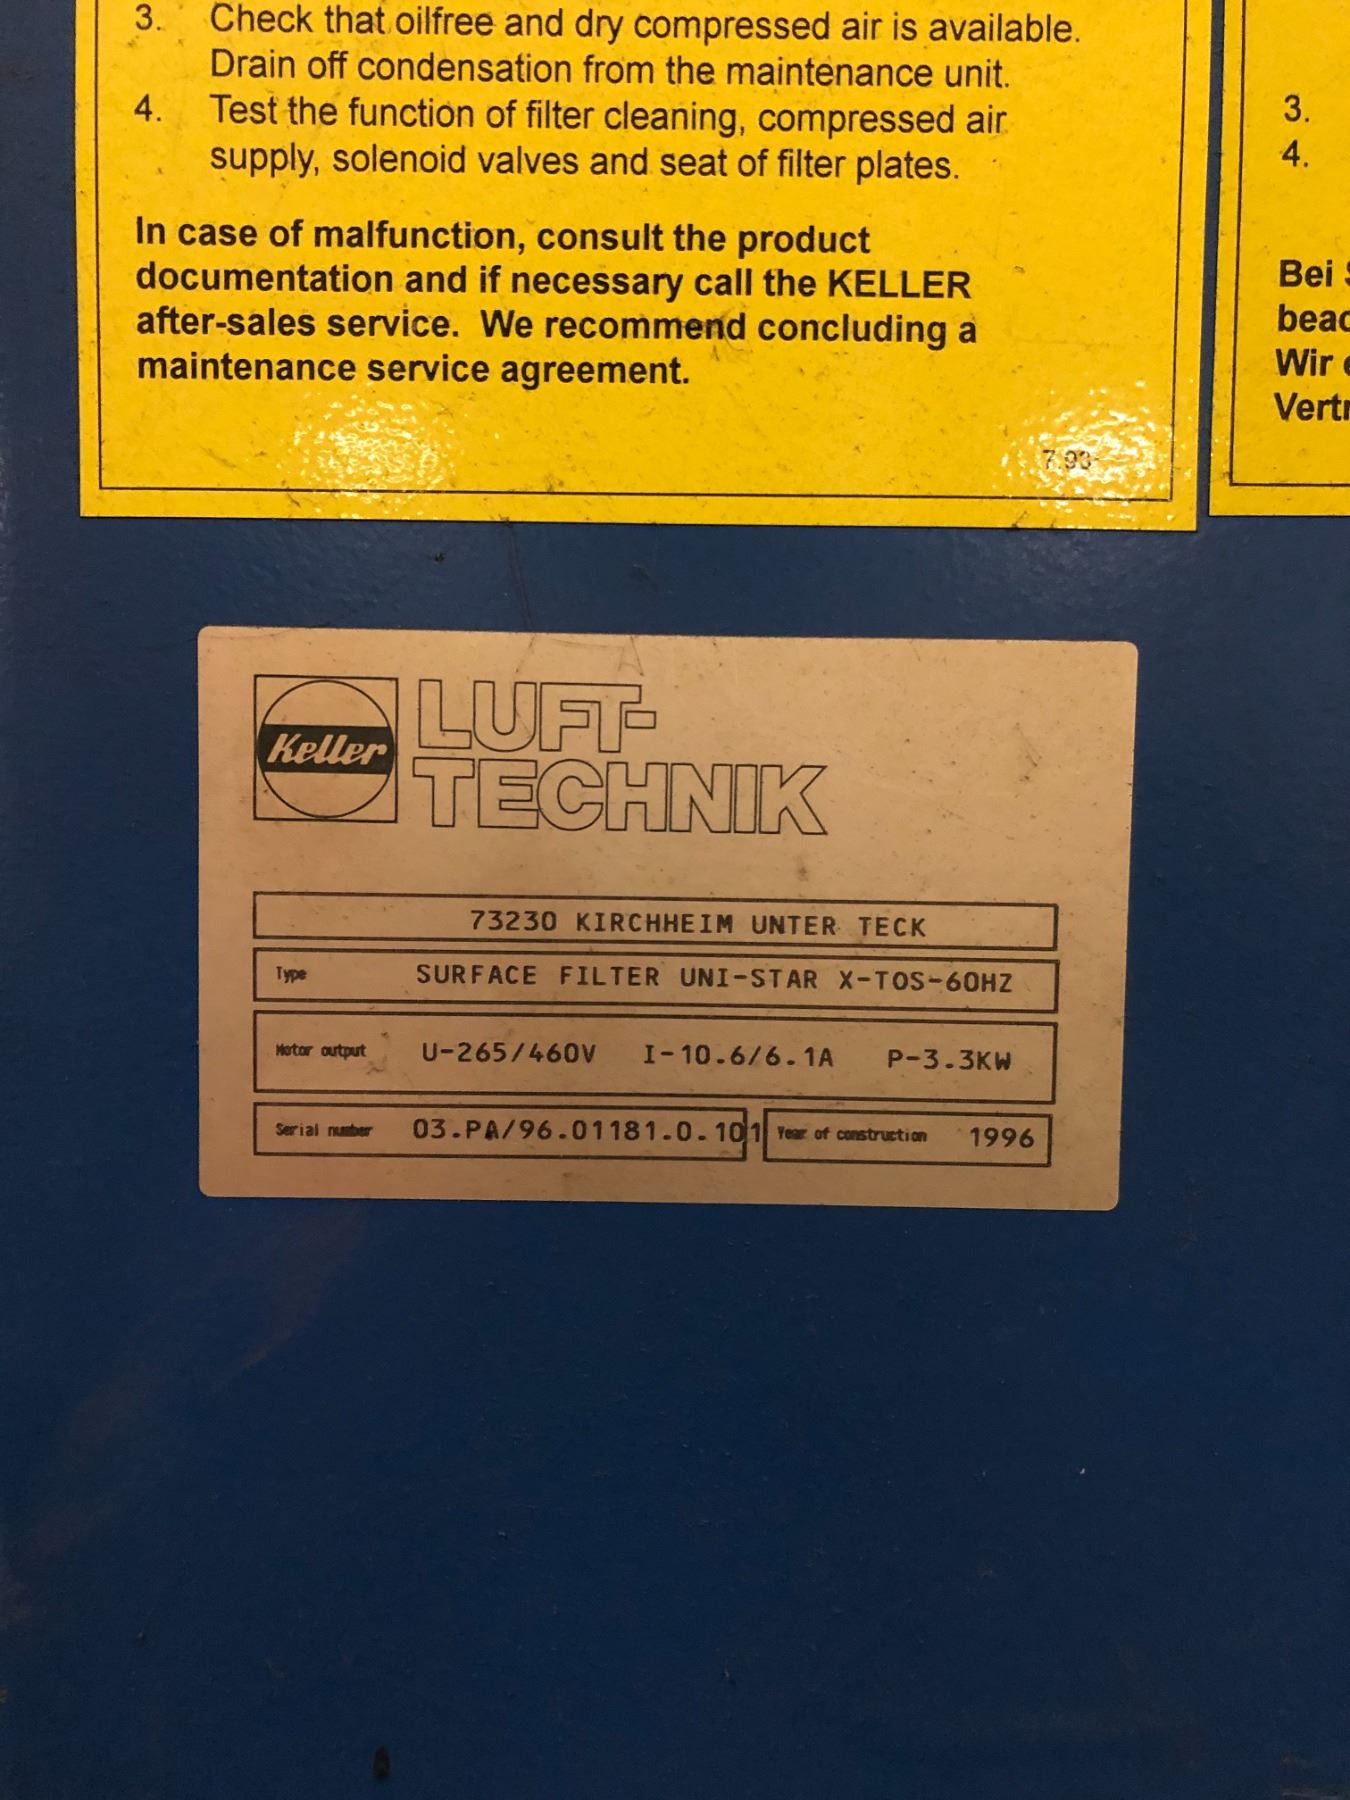 3. Check that oilfree and dry compressed air is available.
Drain off condensation from the maintenance unit.
4. Test the function of filter cleaning, compressed air
supply, solenoid valves and seat of filter plates.
In case of malfunction, consult the product
documentation and if necessary call the KELLER
after-sales service. We recommend concluding a
maintenance service agreement.
7.93
3.
4.
Bei
beac
Wir
Vertr
Keller
LUFT-
TECHNIK
73230 KIRCHHEIM UNTER TECK
Type SURFACE FILTER UNI-STAR X-TOS-60HZ
Motor output U-265/460V I-10.6/6.1A P-3.3KW
Serial number 03.PA/96.01181.0.101 Year of construction 1996